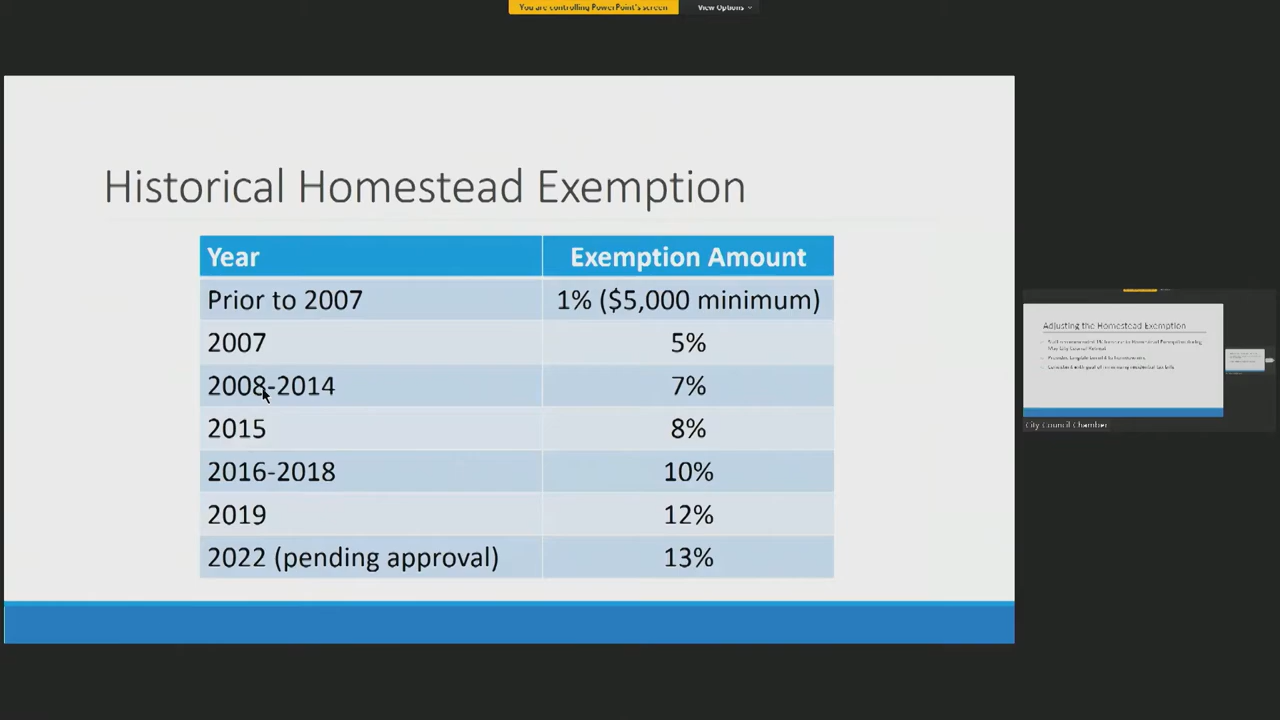 You are controlling PowerPoint's screen
View Options
Historical Homestead Exemption
Year Exemption Amount
Prior to 2007 1% ($5,000 minimum)
2007 5%
2008-2014 7%
2015 8%
2016-2018 10%
2019 12%
2022 (pending approval) 13%
Adjusting the Homestead Exemption
City Council Chamber